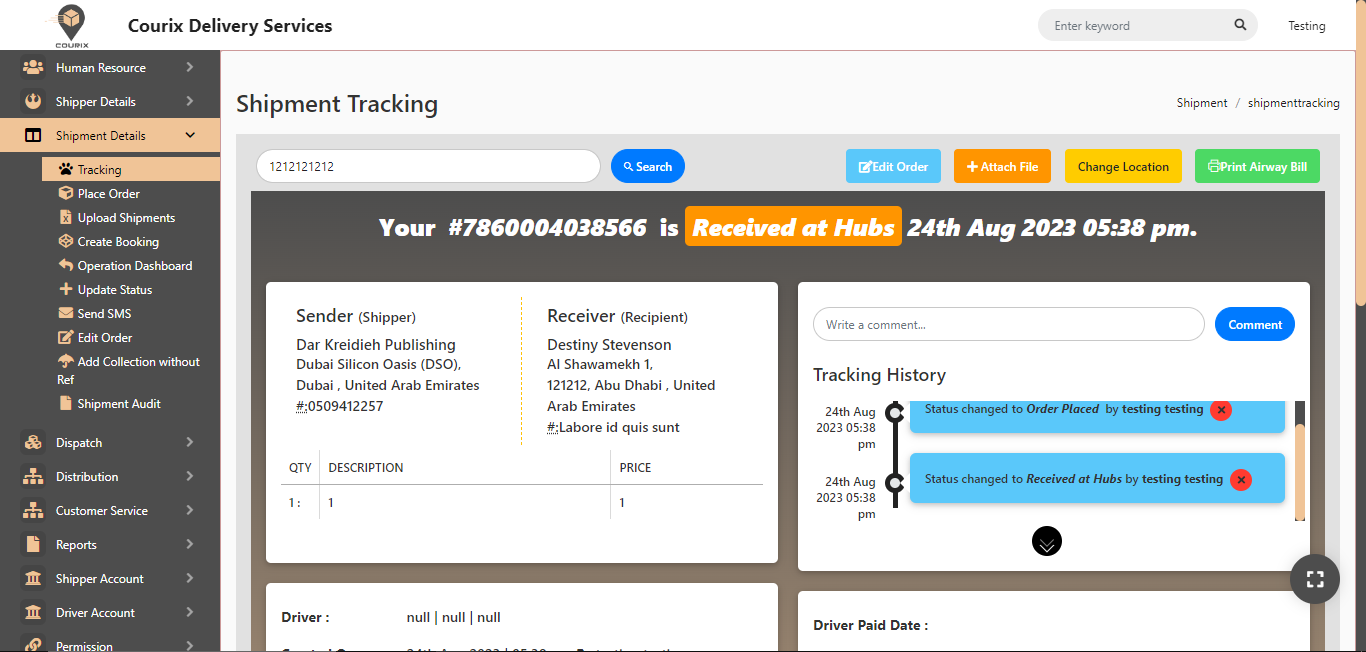 COURIX
Courix Delivery Services
Enter keyword
Testing
Human Resource
Shipper Details
Shipment Details
Tracking
Place Order
Upload Shipments
Create Booking
Operation Dashboard
Update Status
Send SMS
Edit Order
Add Collection without
Ref
Shipment Audit
Dispatch
Distribution
Customer Service
Reports
Shipper Account
Driver Account
Permission
Shipment Tracking
Shipment / shipmenttracking
1212121212
Search
Edit Order
Attach File
Change Location
Print Airway Bill
Your #7860004038566 is Received at Hubs 24th Aug 2023 05:38 pm.
Sender (Shipper)
Dar Kreidieh Publishing
Dubai Silicon Oasis (DSO),
Dubai , United Arab Emirates
#:0509412257
Receiver (Recipient)
Destiny Stevenson
Al Shawamekh 1,
121212, Abu Dhabi , United
Arab Emirates
#:Labore id quis sunt
QTY DESCRIPTION PRICE
1 : 1 1
Write a comment...
Comment
Tracking History
24th Aug
2023 05:38
pm
Status changed to Order Placed by testing testing
24th Aug
2023 05:38
pm
Status changed to Received at Hubs by testing testing
Driver : null | null | null
Driver Paid Date :